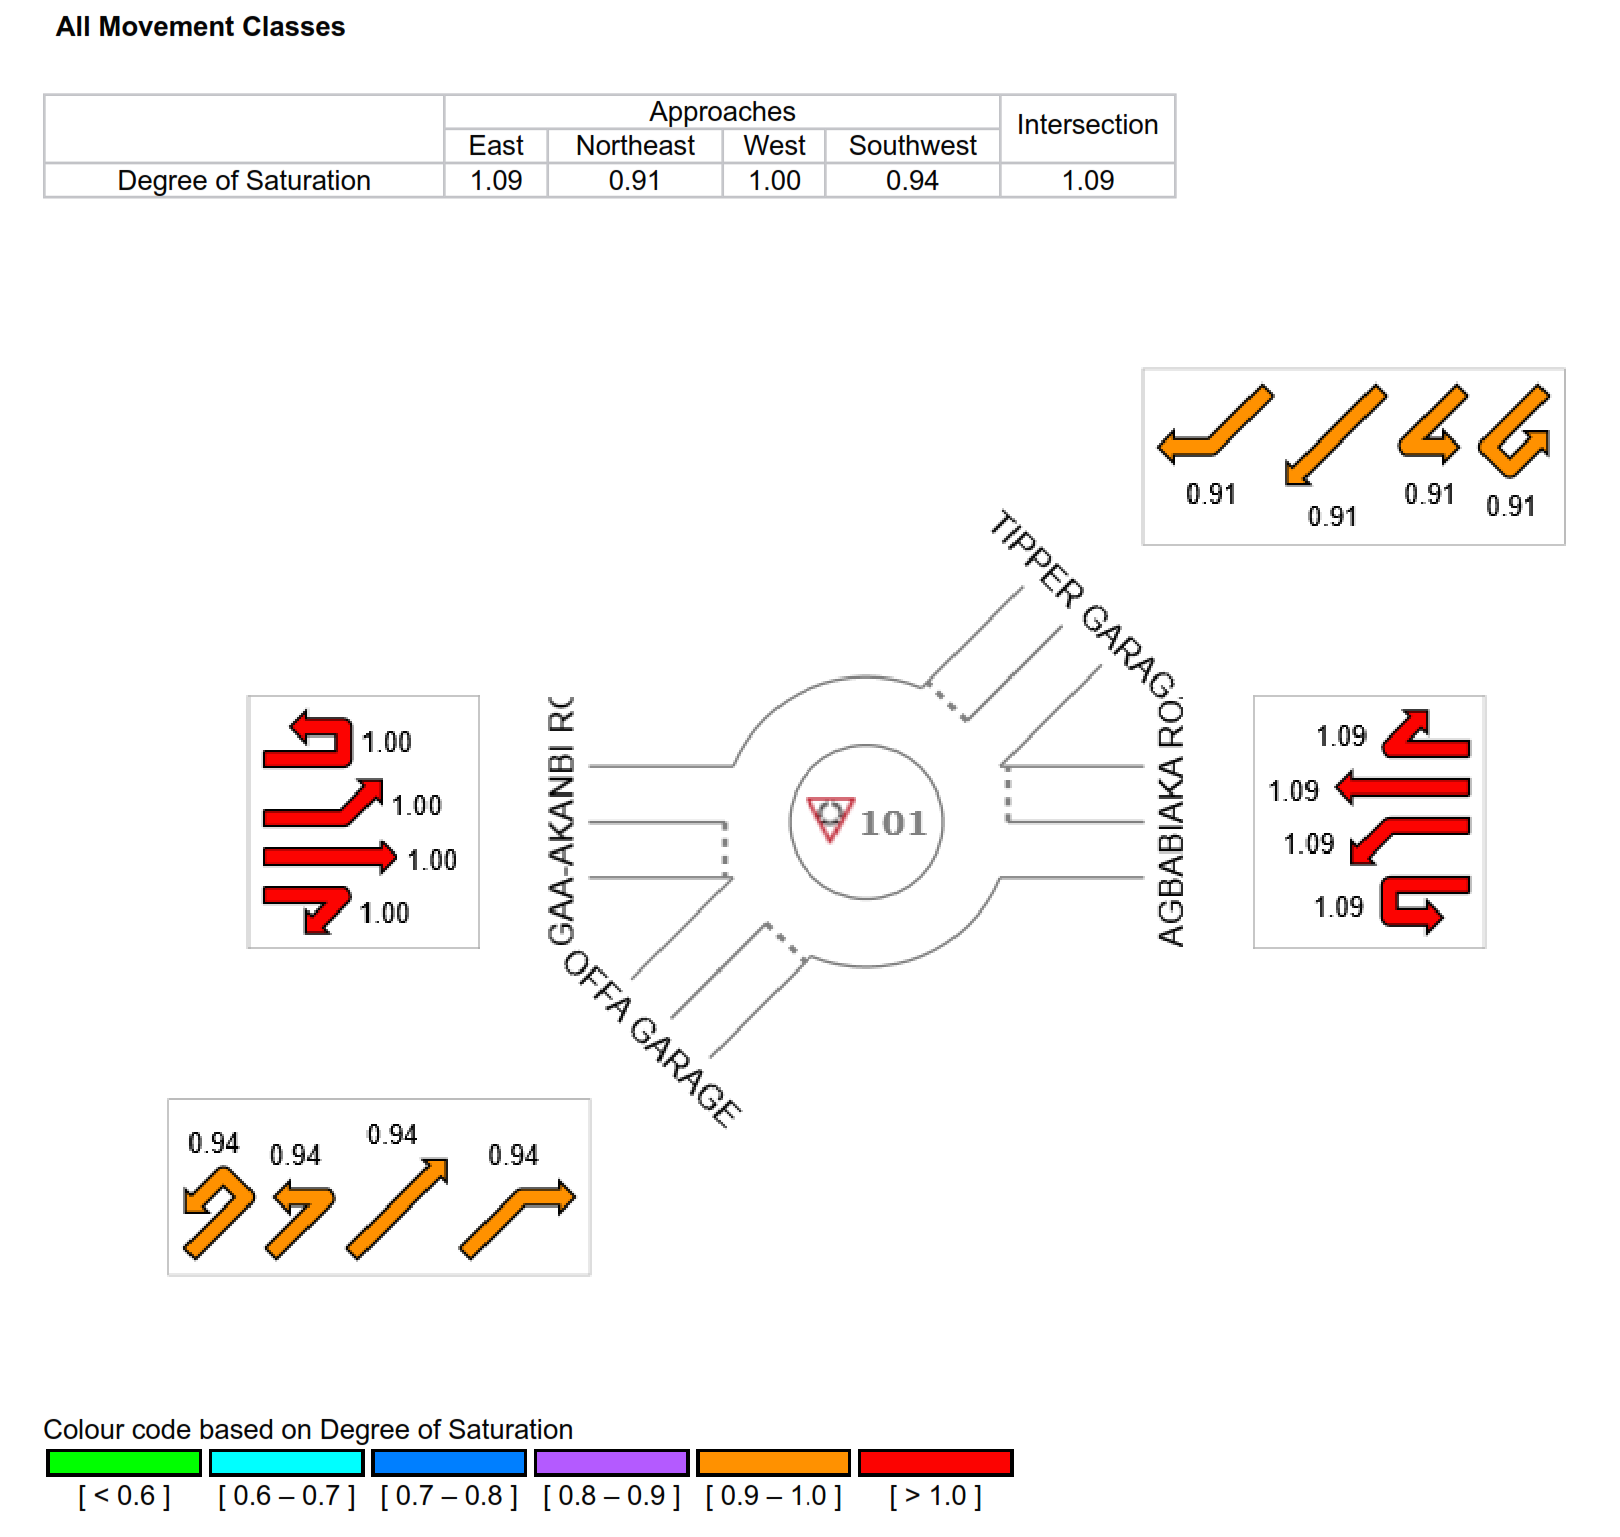 All Movement Classes
Approaches
Intersection
East Northeast West Southwest
Degree of Saturation 1.09 0.91 1.00 0.94 1.09
0.91 0.91 0.91 0.91
TIPPER GARAG
GAA-AKANBI
AGBABIAKA
1.00
1.00
1.00
1.00
101
1.09
1.09
1.09
1.09
OFFA GARAGE
0.94 0.94 0.94 0.94
Colour code based on Degree of Saturation
[ < 0.6 ] [ 0.6 – 0.7 ] [ 0.7 – 0.8 ] [ 0.8 – 0.9 ] [ 0.9 – 1.0 ] [ > 1.0 ]